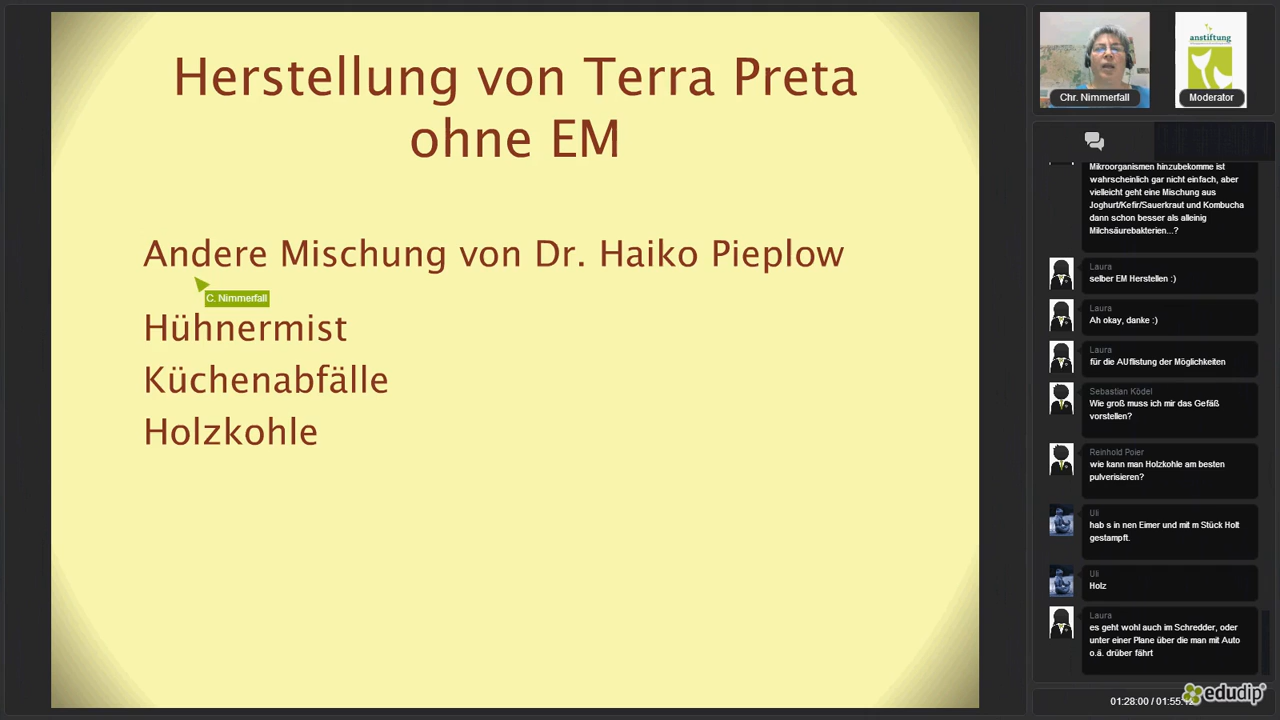 Herstellung von Terra Preta
ohne EM
Andere Mischung von Dr. Haiko Pieplow
C. Nimmerfall
Hühnermist
Küchenabfälle
Holzkohle
anstiftung
Chr. Nimmerfall
Moderator
Mikroorganismen hinzubekomme ist
wahrscheinlich gar nicht einfach, aber
vielleicht geht eine Mischung aus
Joghurt/Kefir/Sauerkraut und Kombucha
dann schon besser als alleinig
Milchsäurebakterien...?
Laura
selber EM Herstellen :)
Laura
Ah okay, danke :)
Laura
für die AUflistung der Möglichkeiten
Sebastian Ködel
Wie groß muss ich mir das Gefäß
vorstellen?
Reinhold Poier
wie kann man Holzkohle am besten
pulverisieren?
Uli
hab s in nen Eimer und mit m Stück Holt
gestampft.
Uli
Holz
Laura
es geht wohl auch im Schredder, oder
unter einer Plane über die man mit Auto
o.ä. drüber fährt
edudip
01:28:00 /